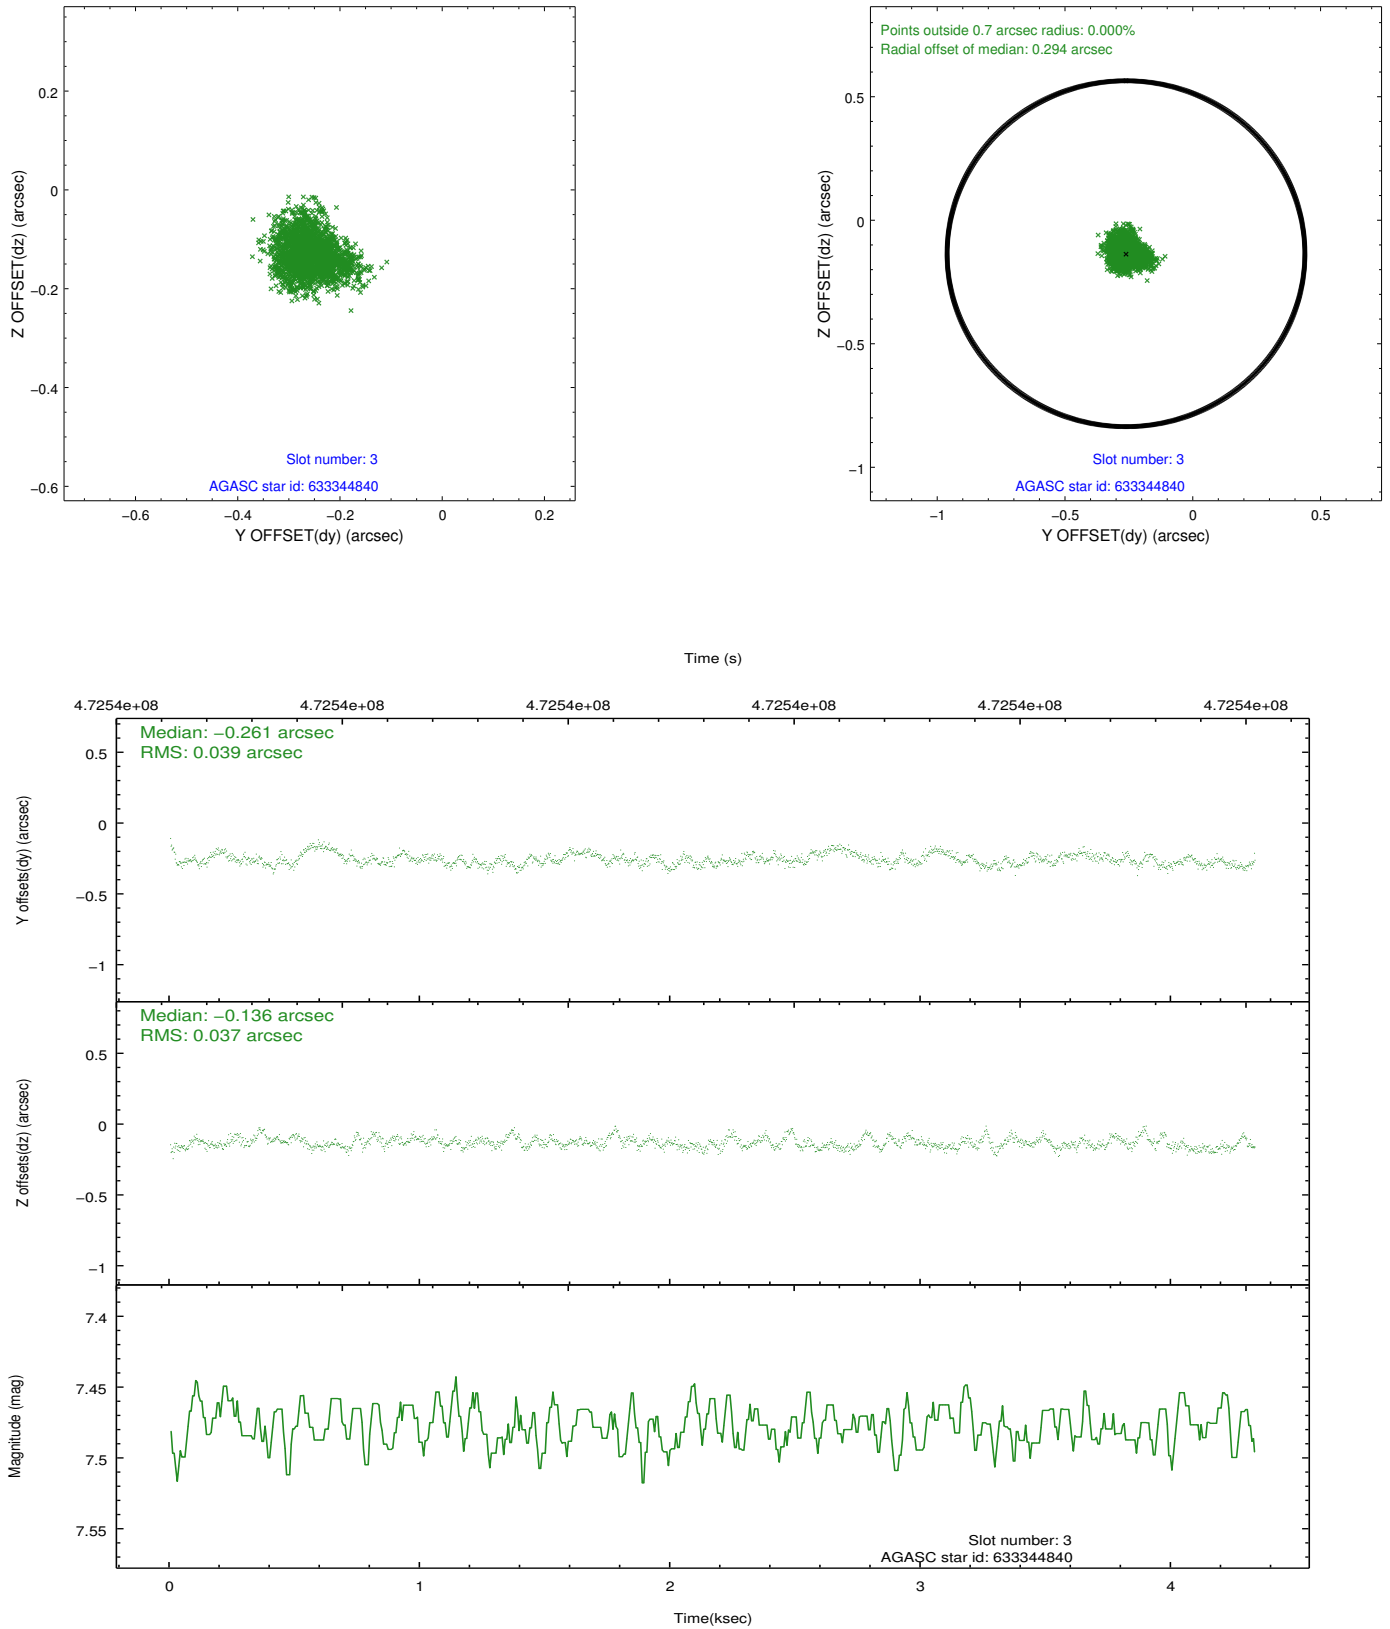 0.2
0
−0.2
−0.4
−0.6
Z OFFSET(dz) (arcsec)
Slot number: 3
AGASC star id: 633344840
−0.6 −0.4 −0.2 0 0.2
Y OFFSET(dy) (arcsec)
Points outside 0.7 arcsec radius: 0.000%
Radial offset of median: 0.294 arcsec
0.5
0
−0.5
−1
Z OFFSET(dz) (arcsec)
Slot number: 3
AGASC star id: 633344840
−1 −0.5 0 0.5
Y OFFSET(dy) (arcsec)
Time (s)
4.7254e+08 4.7254e+08 4.7254e+08 4.7254e+08 4.7254e+08 4.7254e+08
Median: −0.261 arcsec
RMS: 0.039 arcsec
0.5
0
−0.5
−1
Y offsets(dy) (arcsec)
Median: −0.136 arcsec
RMS: 0.037 arcsec
0.5
0
−0.5
−1
Z offsets(dz) (arcsec)
7.4
7.45
7.5
7.55
Magnitude (mag)
Slot number: 3
AGASC star id: 633344840
0 1 2 3 4
Time(ksec)